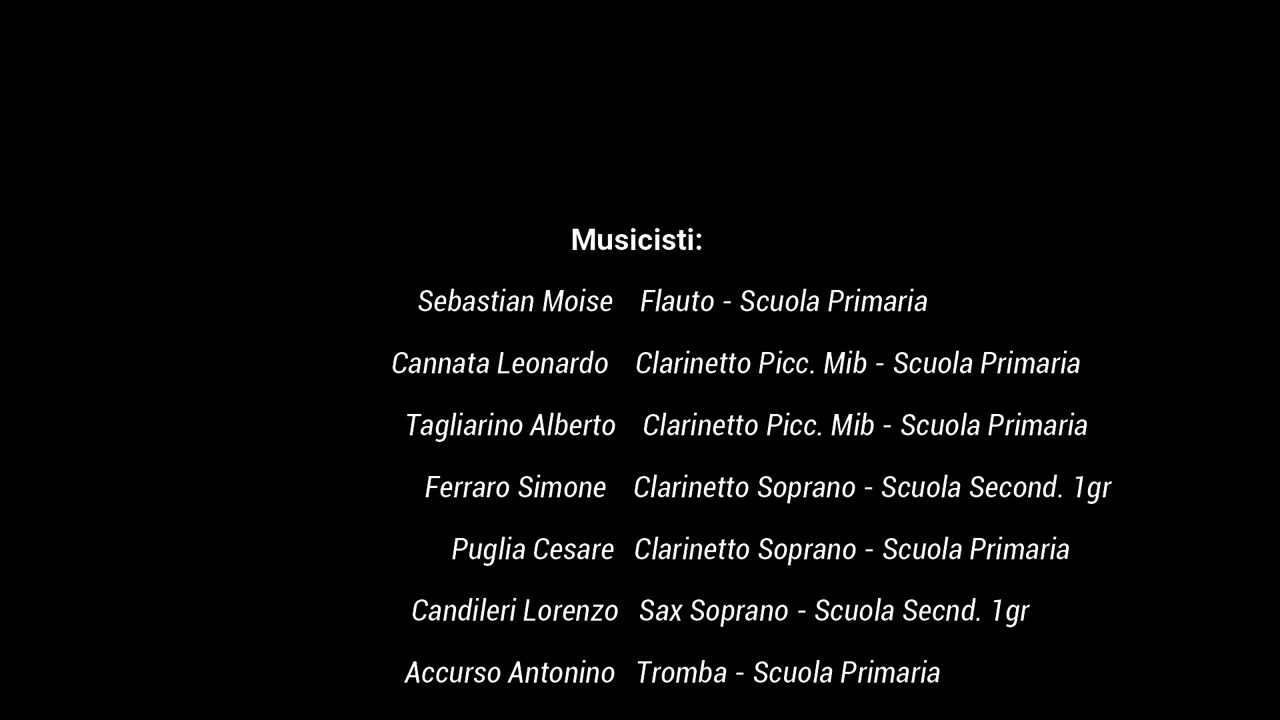 Musicisti:
Sebastian Moise Flauto - Scuola Primaria
Cannata Leonardo Clarinetto Picc. Mib - Scuola Primaria
Tagliarino Alberto Clarinetto Picc. Mib - Scuola Primaria
Ferraro Simone Clarinetto Soprano - Scuola Second. 1gr
Puglia Cesare Clarinetto Soprano - Scuola Primaria
Candileri Lorenzo Sax Soprano - Scuola Secnd. 1gr
Accurso Antonino Tromba - Scuola Primaria